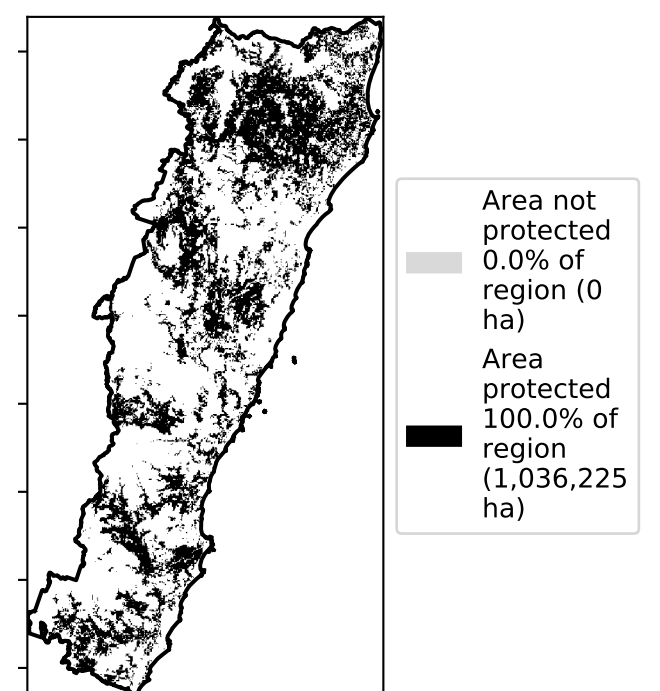 Area not
protected
0.0% of
region (0
ha)
Area
protected
100.0% of
region
(1,036,225
ha)